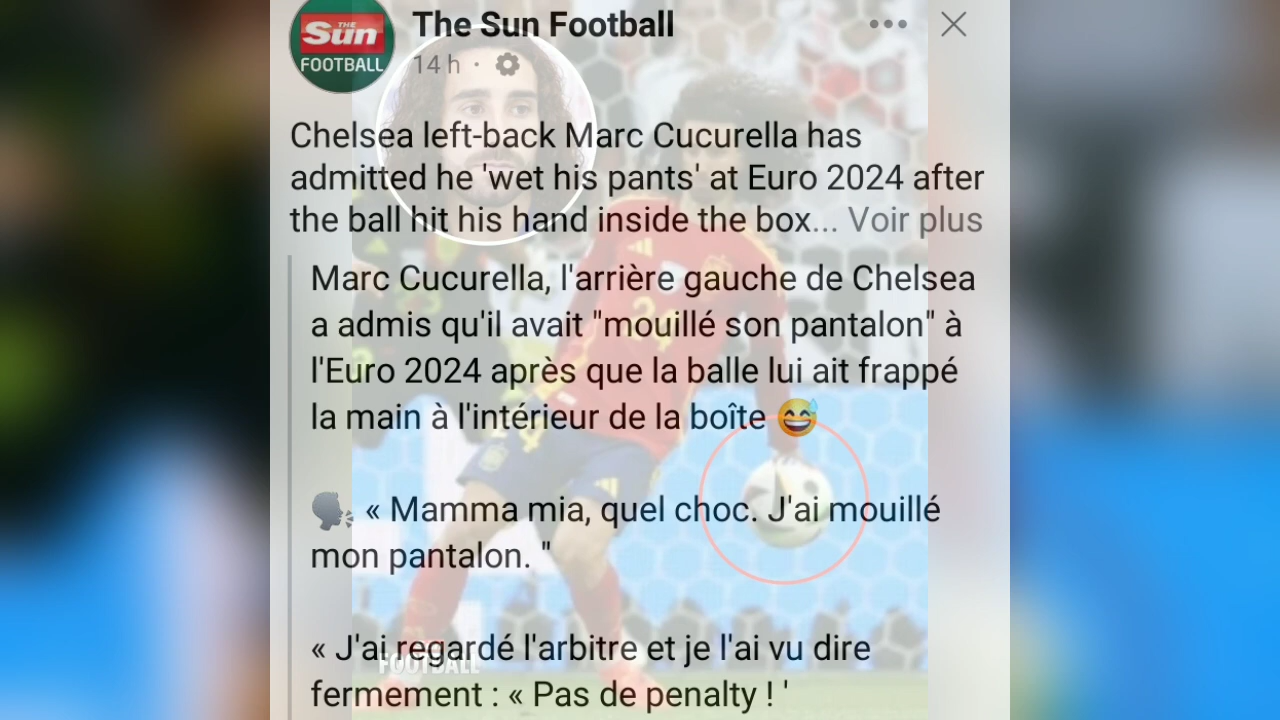 THE
Sun
FOOTBALL
The Sun Football
14 h ·
Chelsea left-back Marc Cucurella has
admitted he 'wet his pants' at Euro 2024 after
the ball hit his hand inside the box... Voir plus
Marc Cucurella, l'arrière gauche de Chelsea
a admis qu'il avait "mouillé son pantalon" à
l'Euro 2024 après que la balle lui ait frappé
la main à l'intérieur de la boîte 😅
🗣 « Mamma mia, quel choc. J'ai mouillé
mon pantalon. "
« J'ai regardé l'arbitre et je l'ai vu dire
fermement : « Pas de penalty ! '
FOOTBALL
24